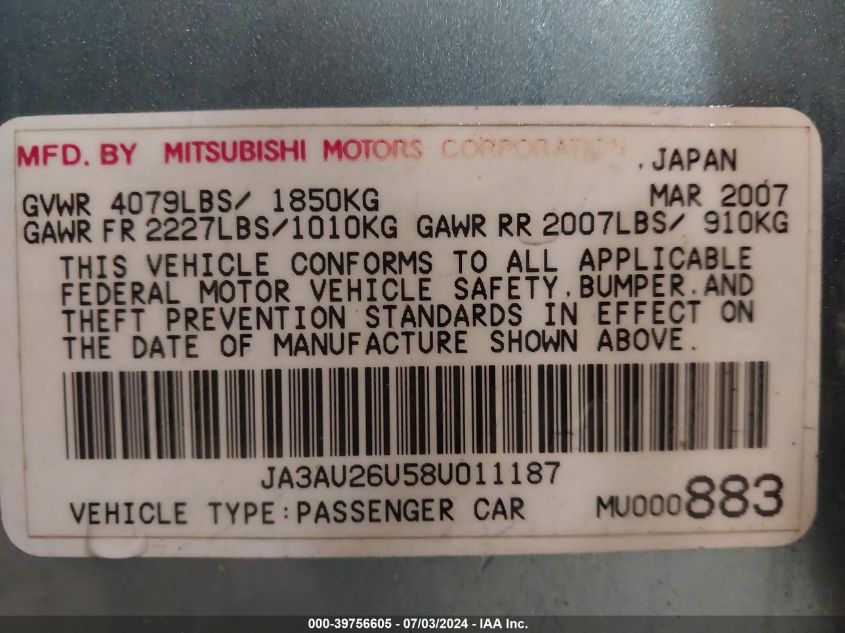 MFD. BY MITSUBISHI MOTORS CORPORATION, JAPAN
GVWR 4079LBS/ 1850KG MAR 2007
GAWR FR 2227LBS/1010KG GAWR RR 2007LBS/ 910KG
THIS VEHICLE CONFORMS TO ALL APPLICABLE
FEDERAL MOTOR VEHICLE SAFETY, BUMPER, AND
THEFT PREVENTION STANDARDS IN EFFECT ON
THE DATE OF MANUFACTURE SHOWN ABOVE.
JA3AU26U58U011187
VEHICLE TYPE:PASSENGER CAR MU000883
000-39756605 - 07/03/2024 - IAA Inc.